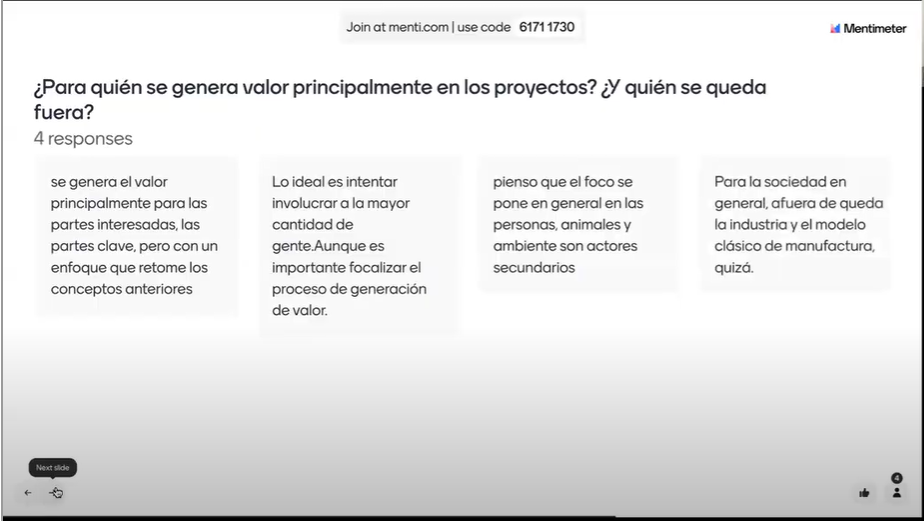 Join at menti.com | use code 6171 1730
Mentimeter
¿Para quién se genera valor principalmente en los proyectos? ¿Y quién se queda
fuera?
4 responses
se genera el valor
principalmente para las
partes interesadas, las
partes clave, pero con un
enfoque que retome los
conceptos anteriores
Lo ideal es intentar
involucrar a la mayor
cantidad de
gente.Aunque es
importante focalizar el
proceso de generación
de valor.
pienso que el foco se
pone en general en las
personas, animales y
ambiente son actores
secundarios
Para la sociedad en
general, afuera de queda
la industria y el modelo
clásico de manufactura,
quizá.
Next slide
4